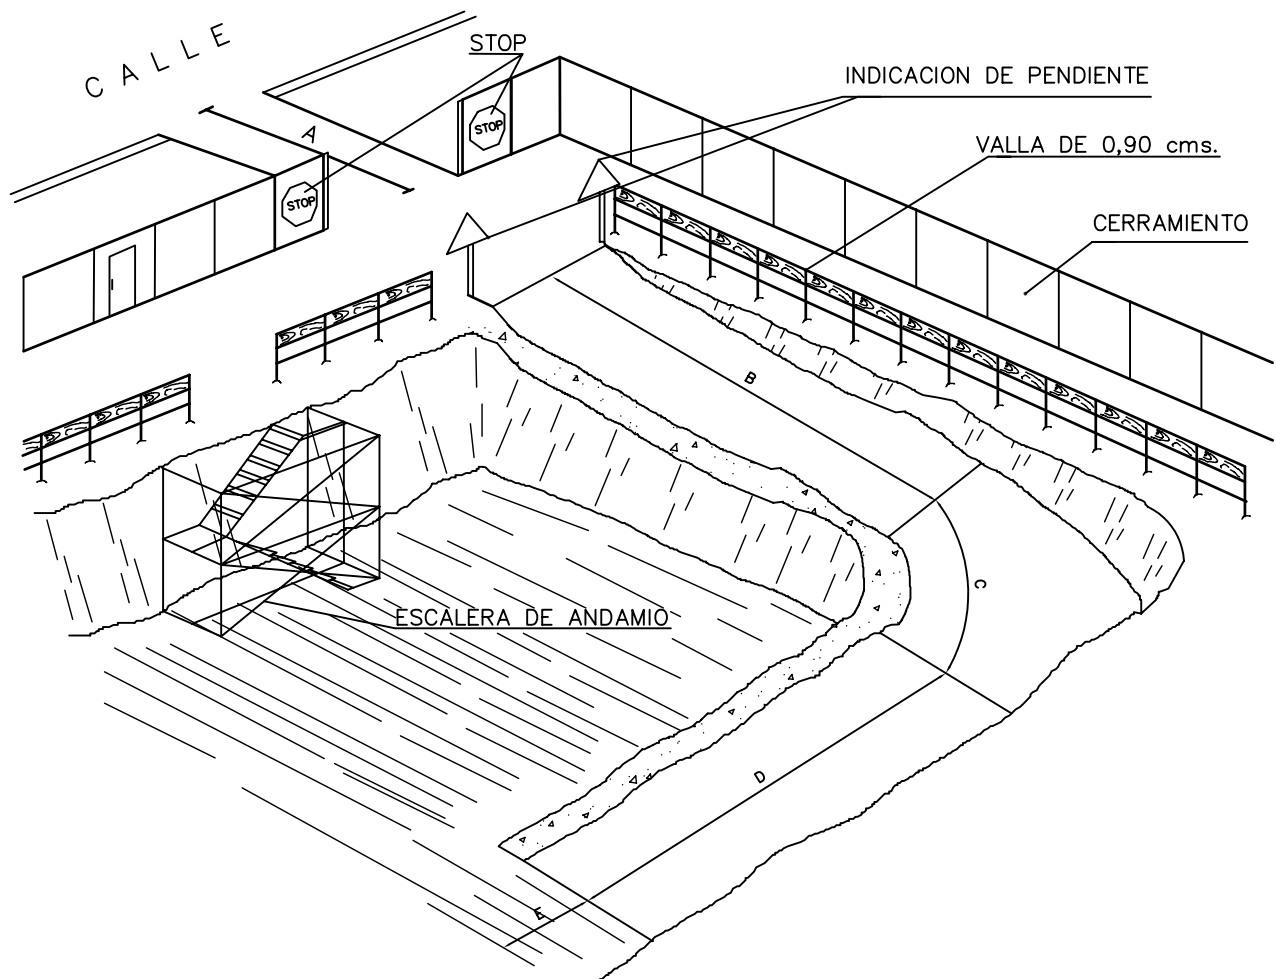 CALLE
STOP
INDICACION DE PENDIENTE
STOP
A
VALLA DE 0,90 cms.
STOP
CERRAMIENTO
B
C
ESCALERA DE ANDAMIO
D
E